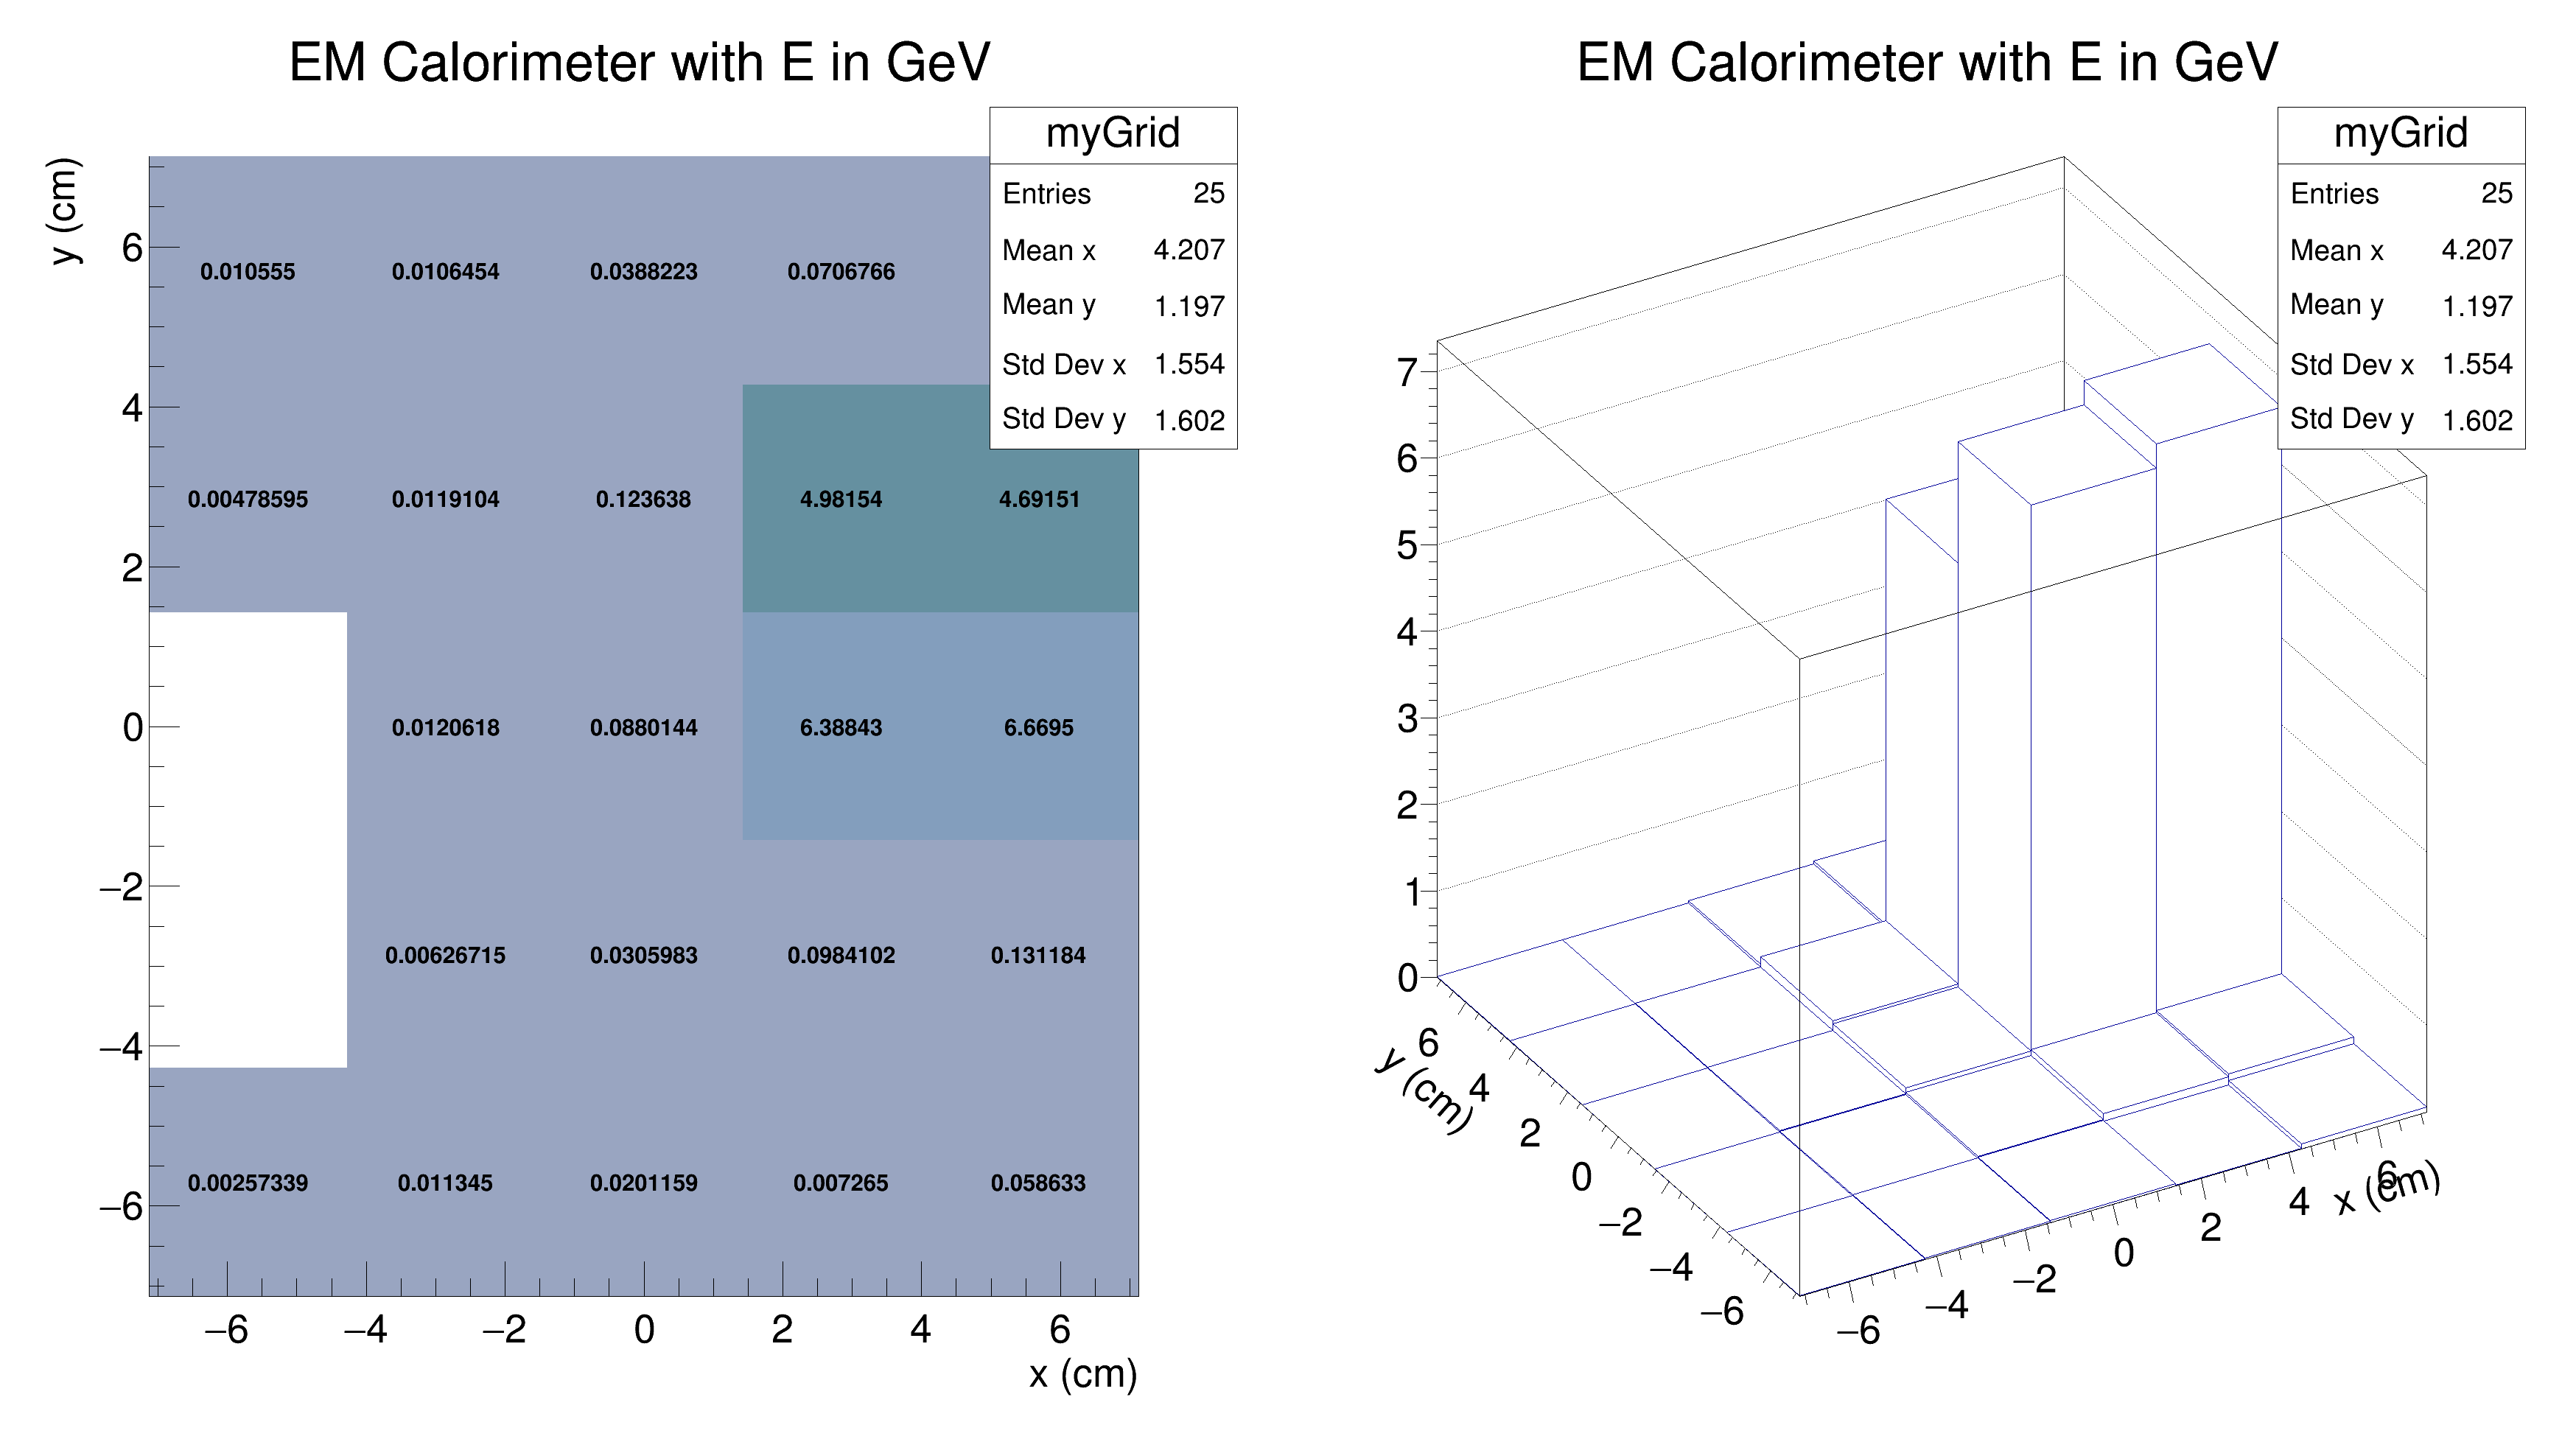 EM Calorimeter with E in GeV
myGrid
Entries 25
Mean x 4.207
Mean y 1.197
Std Dev x 1.554
Std Dev y 1.602
y (cm)
6
4
2
0
−2
−4
−6
0.010555 0.0106454 0.0388223 0.0706766
0.00478595 0.0119104 0.123638 4.98154 4.69151
0.0120618 0.0880144 6.38843 6.6695
0.00626715 0.0305983 0.0984102 0.131184
0.00257339 0.011345 0.0201159 0.007265 0.058633
−6 −4 −2 0 2 4 6
x (cm)
EM Calorimeter with E in GeV
myGrid
Entries 25
Mean x 4.207
Mean y 1.197
Std Dev x 1.554
Std Dev y 1.602
7
6
5
4
3
2
1
0
6
4
2
0
−2
−4
−6
y (cm)
−6
−4
−2
0
2
4
6
x (cm)